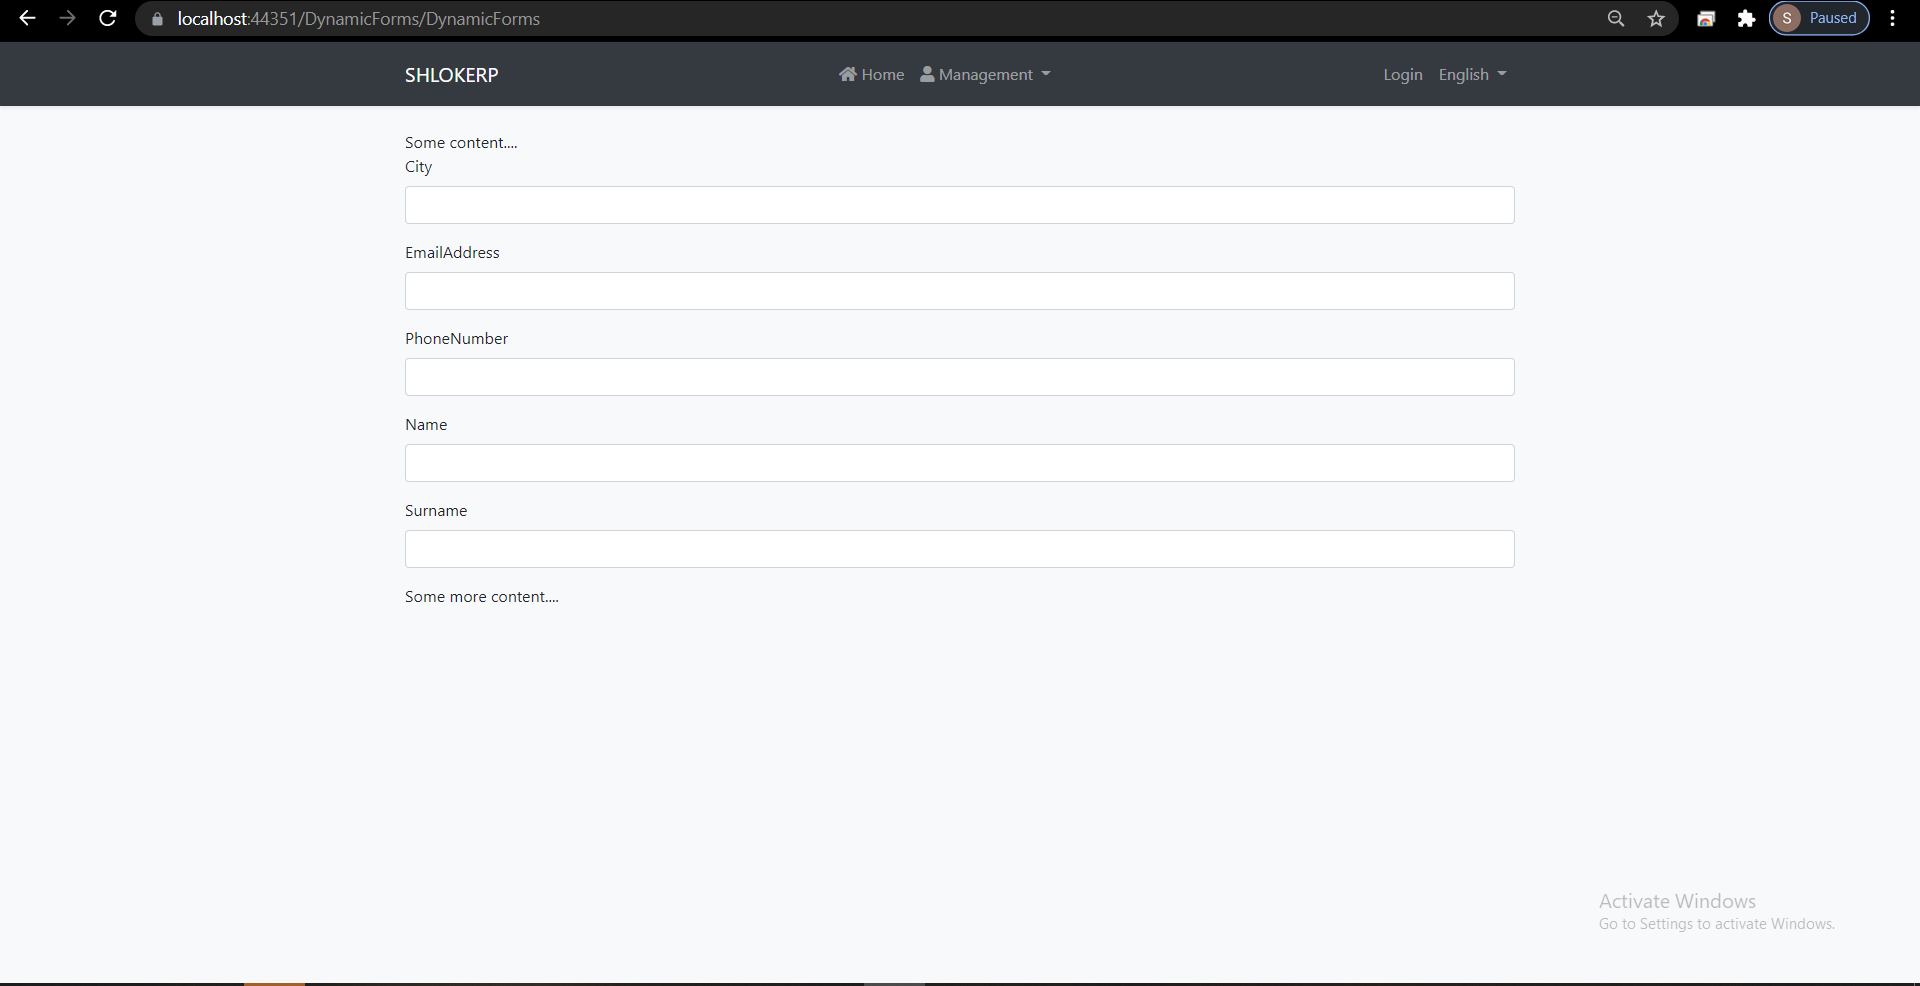 localhost:44351/DynamicForms/DynamicForms
S Paused
SHLOKERP
Home Management
Login English
Some content....
City
EmailAddress
PhoneNumber
Name
Surname
Some more content....
Activate Windows
Go to Settings to activate Windows.